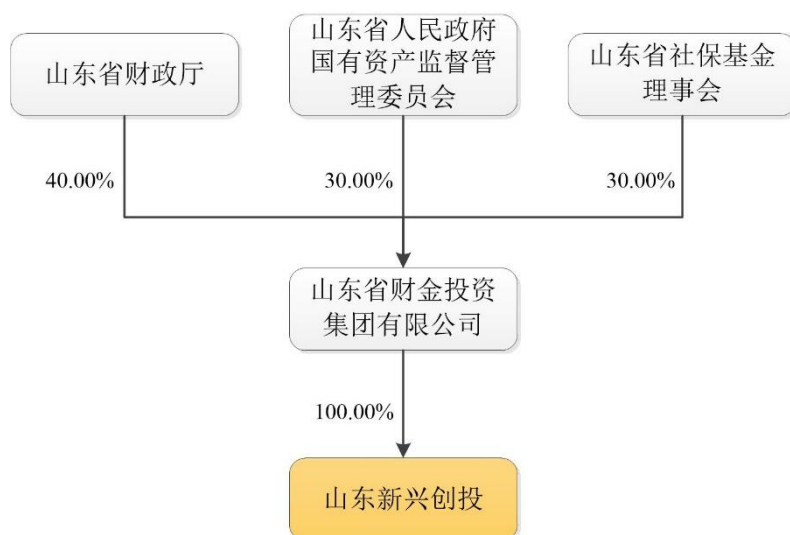 山东省财政厅
山东省人民政府
国有资产监督管
理委员会
山东省社保基金
理事会
40.00%
30.00%
30.00%
山东省财金投资
集团有限公司
100.00%
山东新兴创投